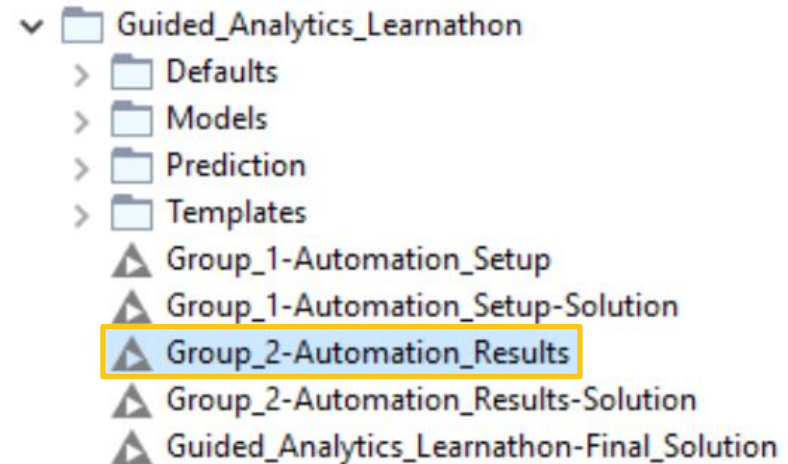 Guided_Analytics_Learnathon
Defaults
Models
Prediction
Templates
Group_1-Automation_Setup
Group_1-Automation_Setup-Solution
Group_2-Automation_Results
Group_2-Automation_Results-Solution
Guided_Analytics_Learnathon-Final_Solution